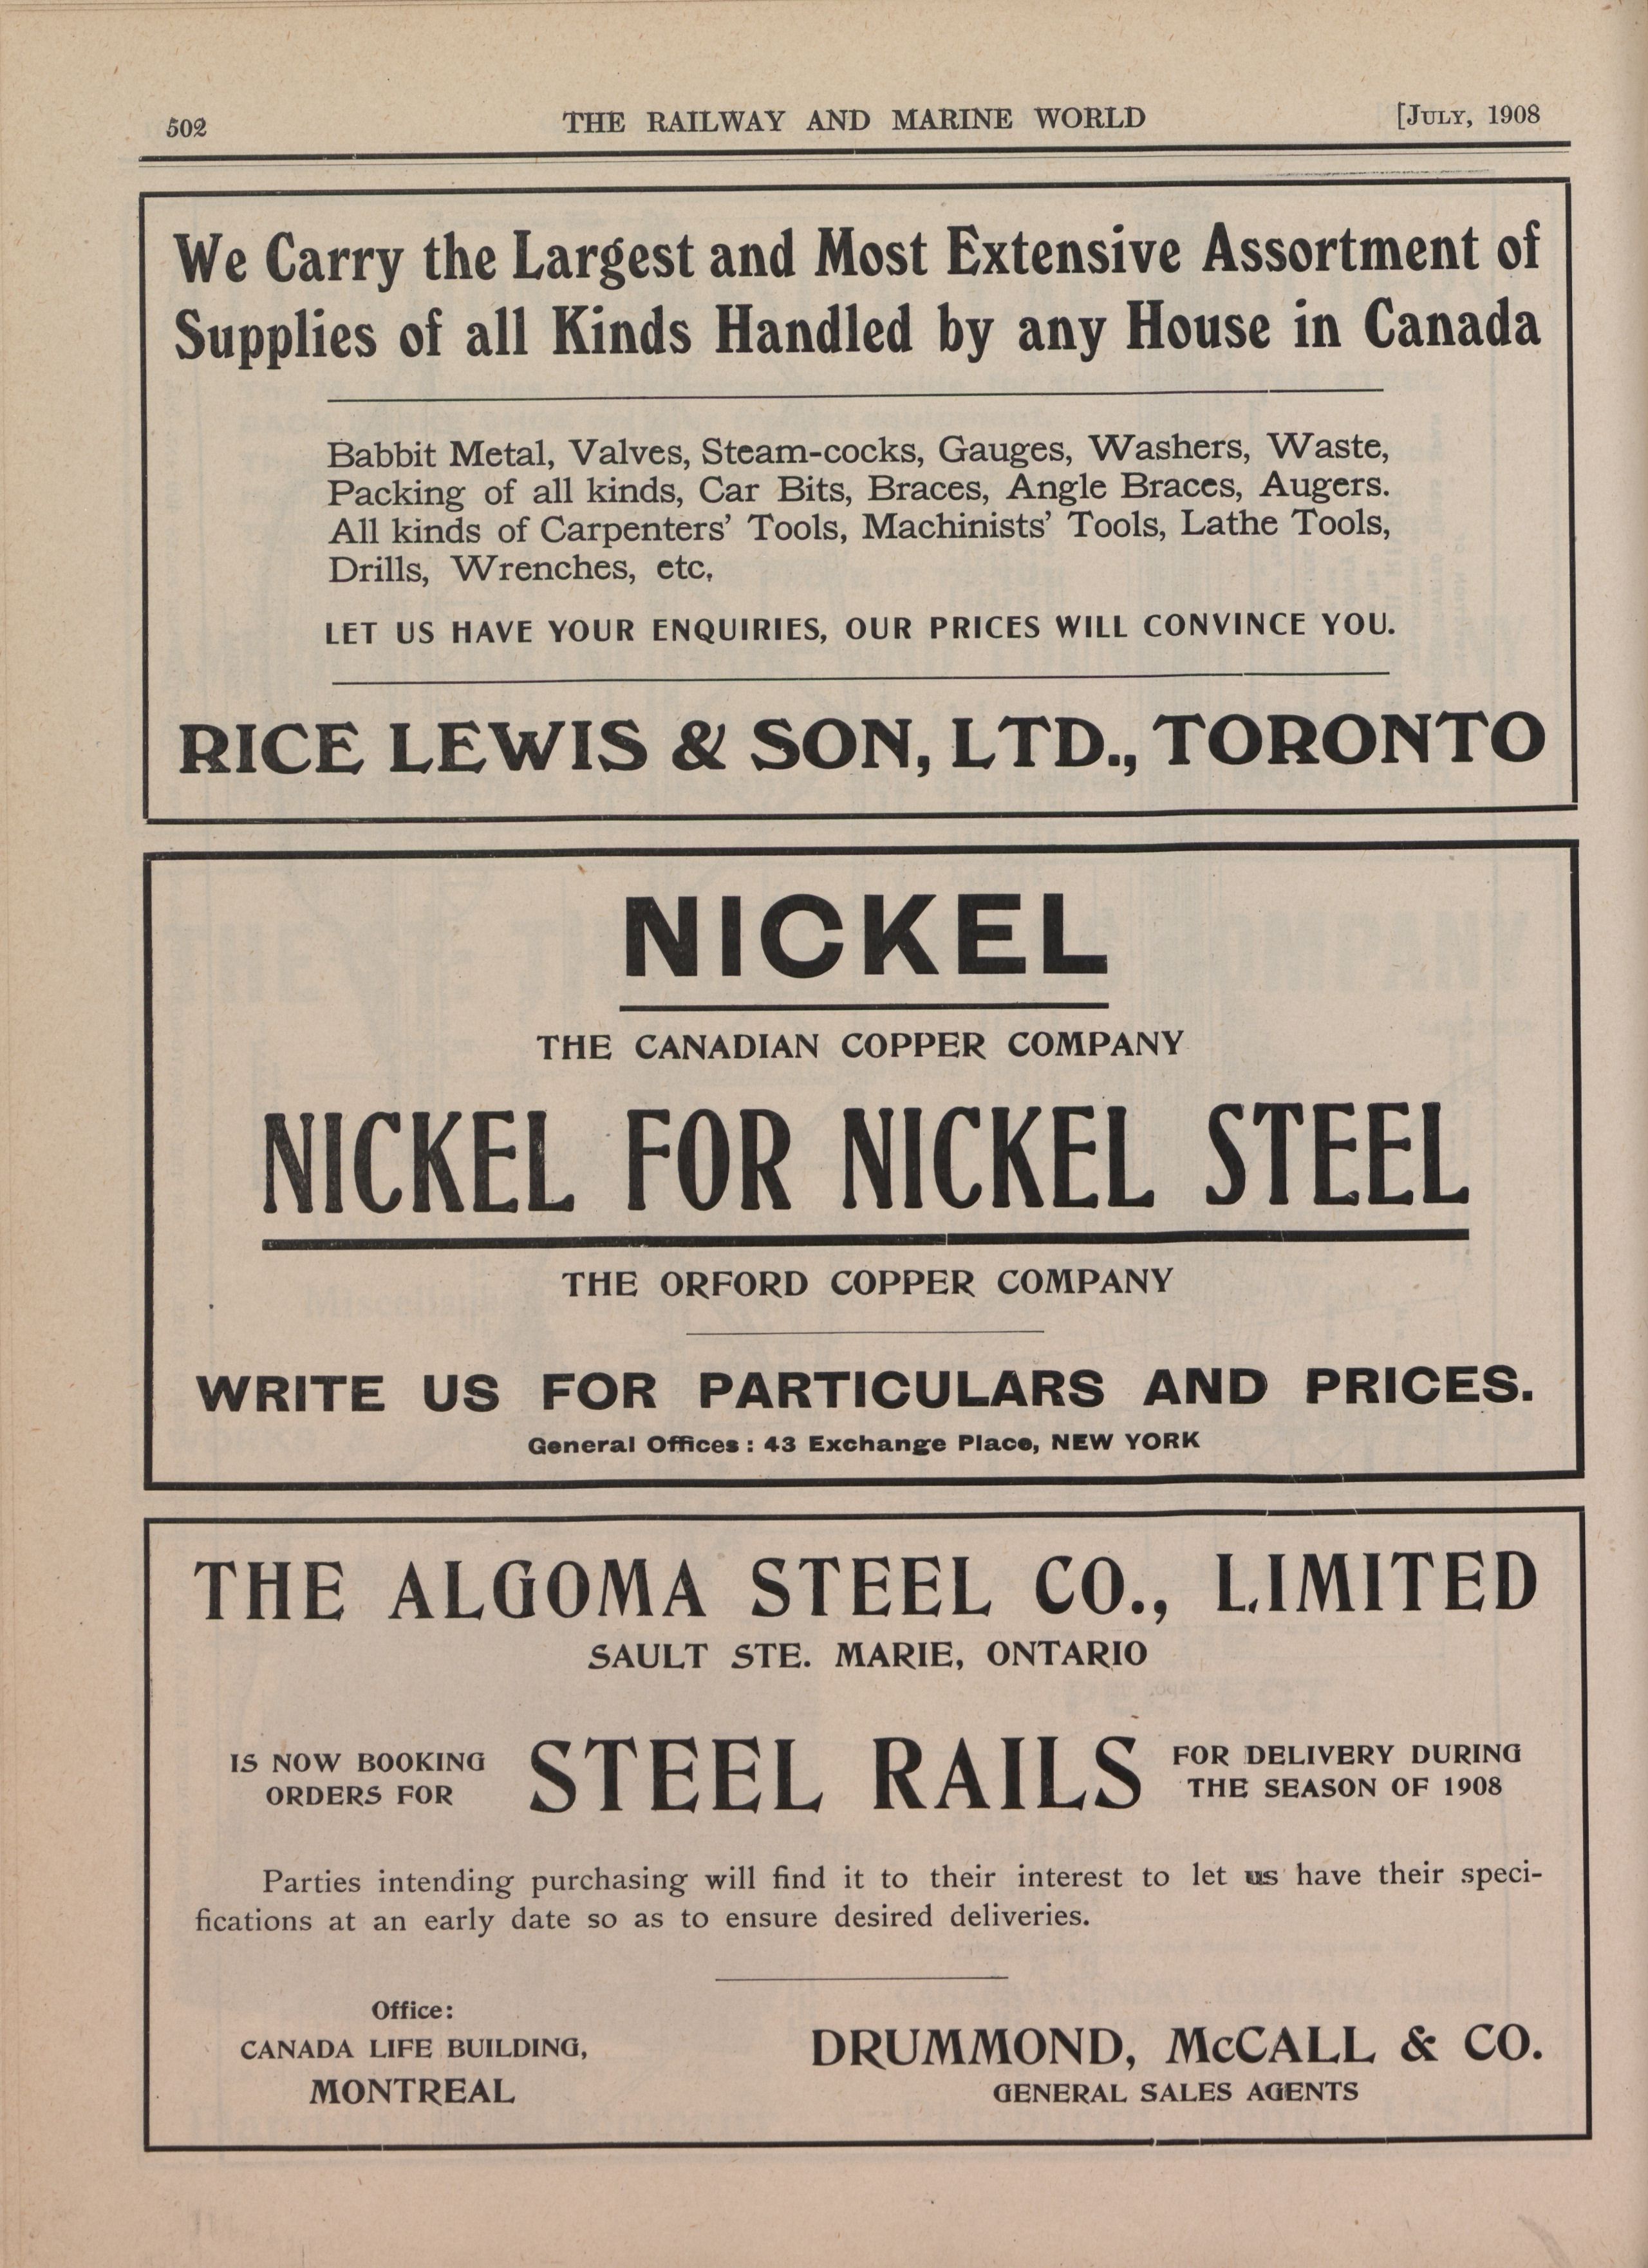 502
THE RAILWAY AND MARINE WORLD
[JULY, 1908
We Carry the Largest and Most Extensive Assortment of
Supplies of all Kinds Handled by any House in Canada
Babbit Metal, Valves, Steam-cocks, Gauges, Washers, Waste,
Packing of all kinds, Car Bits, Braces, Angle Braces, Augers.
All kinds of Carpenters' Tools, Machinists' Tools, Lathe Tools,
Drills, Wrenches, etc,
LET US HAVE YOUR ENQUIRIES, OUR PRICES WILL CONVINCE YOU.
RICE LEWIS & SON, LTD., TORONTO
NICKEL
THE CANADIAN COPPER COMPANY
NICKEL FOR NICKEL STEEL
THE ORFORD COPPER COMPANY
WRITE US FOR PARTICULARS AND PRICES.
General Offices: 43 Exchange Place, NEW YORK
THE ALGOMA STEEL CO., LIMITED
SAULT STE. MARIE, ONTARIO
IS NOW BOOKING
ORDERS FOR
STEEL RAILS
FOR DELIVERY DURING
THE SEASON OF 1908
Parties intending purchasing will find it to their interest to let us have their speci-
fications at an early date so as to ensure desired deliveries.
Office:
CANADA LIFE BUILDING,
MONTREAL
DRUMMOND, McCALL & CO.
GENERAL SALES AGENTS